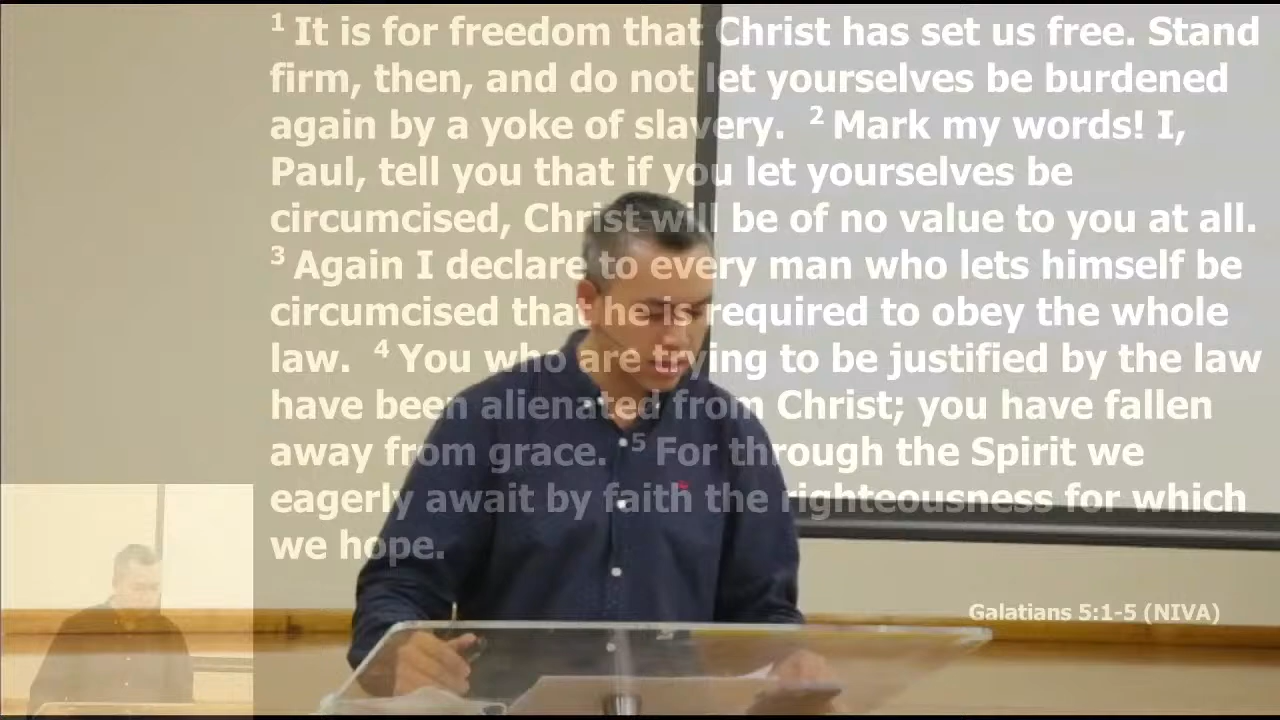 1 It is for freedom that Christ has set us free. Stand
firm, then, and do not let yourselves be burdened
again by a yoke of slavery. 2 Mark my words! I,
Paul, tell you that if you let yourselves be
circumcised, Christ will be of no value to you at all.
3 Again I declare to every man who lets himself be
circumcised that he is required to obey the whole
law. 4 You who are trying to be justified by the law
have been alienated from Christ; you have fallen
away from grace. 5 For through the Spirit we
eagerly await by faith the righteousness for which
we hope.
Galatians 5:1-5 (NIVA)